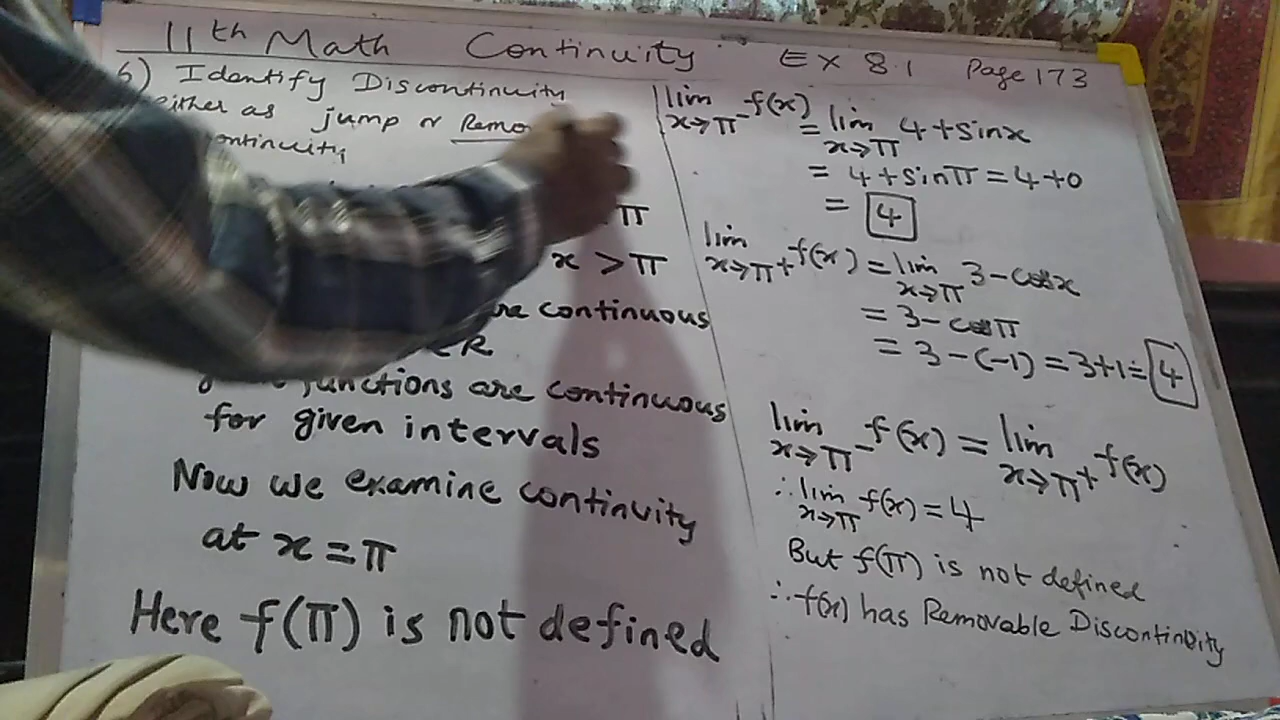 11th Math Continuity Ex 8.1 Page 173
6) Identify Discontinuity
either as jump or
π
x > π
continuous
R
functions are continuous
for given intervals
Now we examine continuity
at x = π
Here f(π) is not defined
lim x→π⁻ f(x)
= lim x→π 4+sinx
= 4+sinπ = 4+0
= 4
lim x→π+ f(x) = lim x→π 3-cosx
= 3-cosπ
= 3-(-1) = 3+1 = 4
lim x→π⁻ f(x) = lim x→π+ f(x)
∴ lim x→π f(x) = 4
But f(π) is not defined
∴ f(x) has Removable Discontinuity